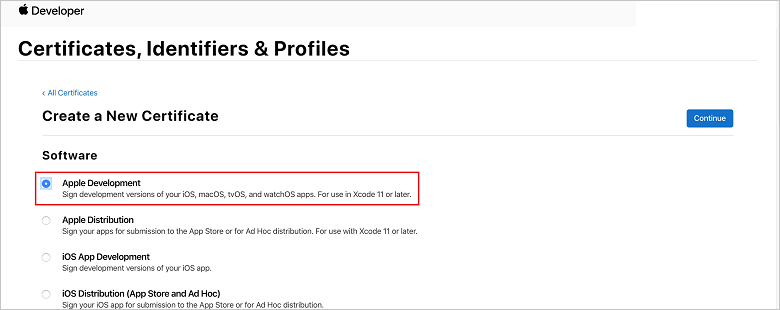 Developer
Certificates, Identifiers & Profiles
‹ All Certificates
Create a New Certificate
Continue
Software
Apple Development
Sign development versions of your iOS, macOS, tvOS, and watchOS apps. For use in Xcode 11 or later.
Apple Distribution
Sign your apps for submission to the App Store or for Ad Hoc distribution. For use with Xcode 11 or later.
iOS App Development
Sign development versions of your iOS app.
iOS Distribution (App Store and Ad Hoc)
Sign your iOS app for submission to the App Store or for Ad Hoc distribution.